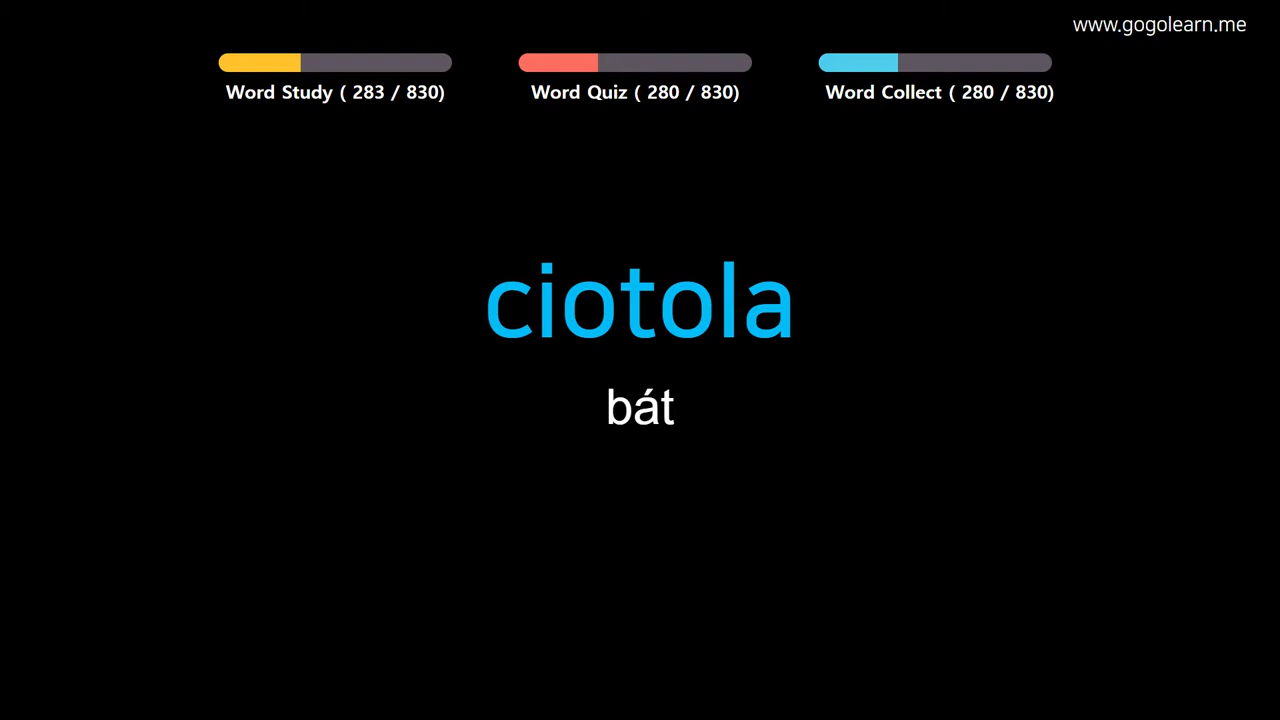 www.gogolearn.me
Word Study ( 283 / 830)
Word Quiz ( 280 / 830)
Word Collect ( 280 / 830)
ciotola
bát